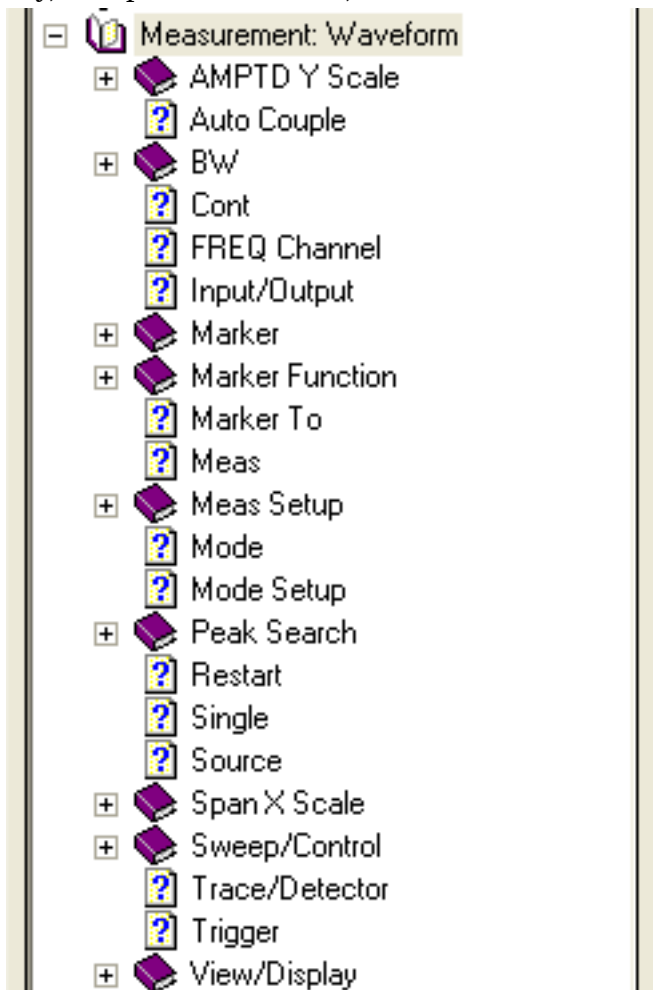 Measurement: Waveform
AMPTD Y Scale
Auto Couple
BW
Cont
FREQ Channel
Input/Output
Marker
Marker Function
Marker To
Meas
Meas Setup
Mode
Mode Setup
Peak Search
Restart
Single
Source
Span X Scale
Sweep/Control
Trace/Detector
Trigger
View/Display